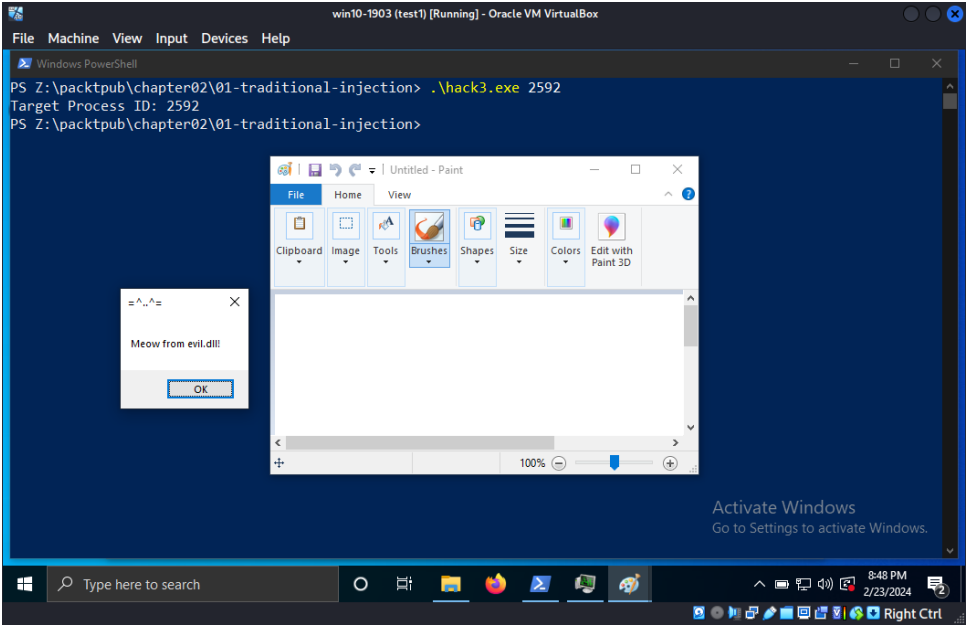 win10-1903 (test1) [Running] - Oracle VM VirtualBox
File Machine View Input Devices Help
Windows PowerShell
PS Z:\packtpub\chapter02\01-traditional-injection> .\hack3.exe 2592
Target Process ID: 2592
PS Z:\packtpub\chapter02\01-traditional-injection>
Untitled - Paint
File Home View
Clipboard Image Tools Brushes Shapes Size Colors Edit with
Paint 3D
=^..^=
Meow from evil.dll!
OK
100%
Activate Windows
Go to Settings to activate Windows.
Type here to search
8:48 PM
2/23/2024
2
Right Ctrl